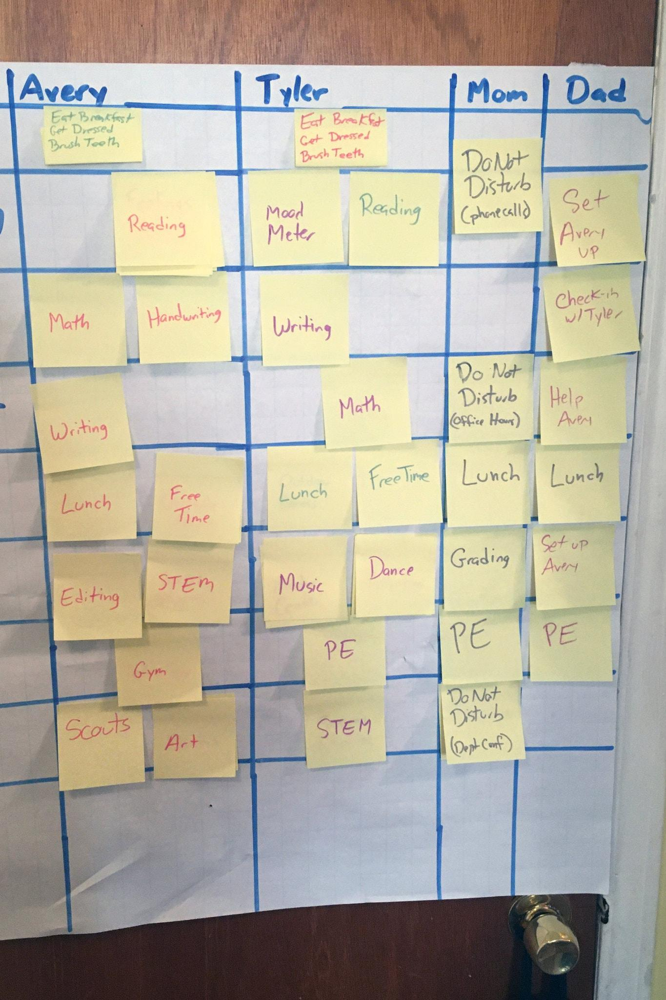 Avery
Tyler
Mom
Dad
Eat Breakfast
Get Dressed
Brush Teeth
Eat Breakfast
Get Dressed
Brush Teeth
Do Not
Disturb
(phone calls)
Reading
Mood
Meter
Reading
Set
Avery
UP
Math
Handwriting
Writing
Check-in
w/Tyler
Writing
Math
Do Not
Disturb
(Office Hours)
Help
Avery
Lunch
Free
Time
Lunch
Free Time
Lunch
Lunch
Editing
STEM
Music
Dance
Grading
Set up
Avery
Gym
PE
PE
PE
Scouts
Art
STEM
Do Not
Disturb
(Dept Conf)